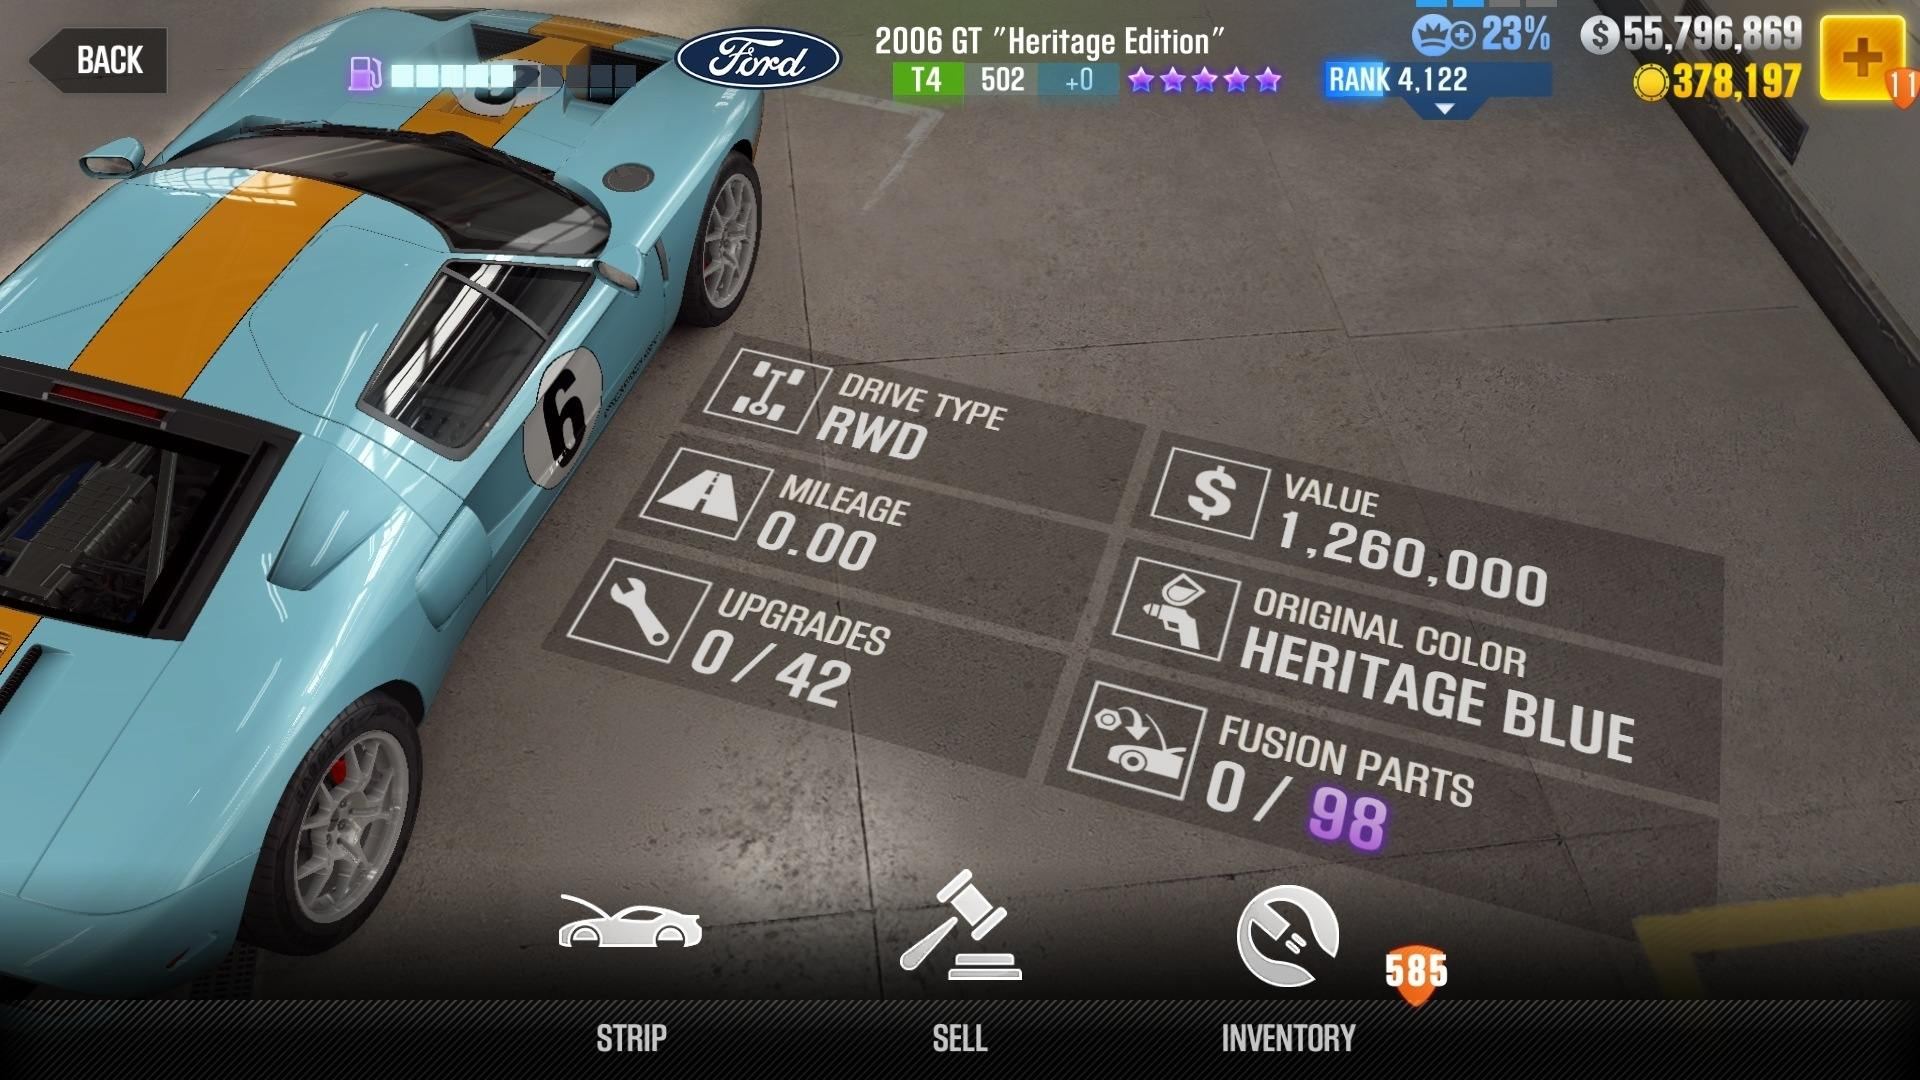 BACK
Ford
2006 GT "Heritage Edition"
T4 502 +0
23%
RANK 4,122
$55,796,869
378,197
11
DRIVE TYPE
RWD
MILEAGE
0.00
UPGRADES
0/42
$
VALUE
1,260,000
ORIGINAL COLOR
HERITAGE BLUE
FUSION PARTS
0/ 98
6
585
STRIP
SELL
INVENTORY